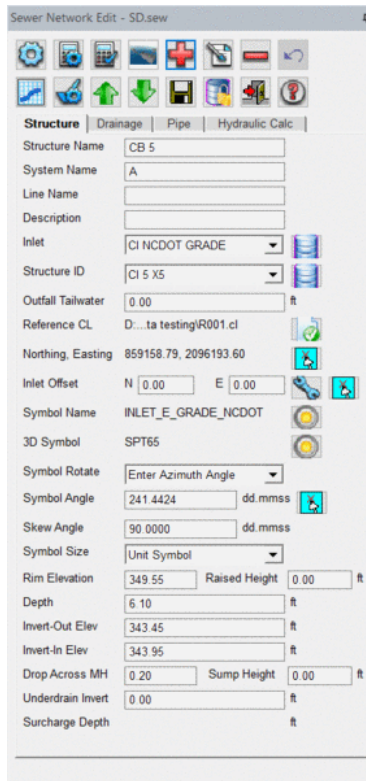 Sewer Network Edit - SD.sew
Structure Drainage Pipe Hydraulic Calc
Structure Name CB 5
System Name A
Line Name
Description
Inlet CI NCDOT GRADE
Structure ID CI 5 X5
Outfall Tailwater 0.00 ft
Reference CL D:...ta testing\R001.cl
Northing, Easting 859158.79, 2096193.60
Inlet Offset N 0.00 E 0.00
Symbol Name INLET_E_GRADE_NCDOT
3D Symbol SPT65
Symbol Rotate Enter Azimuth Angle
Symbol Angle 241.4424 dd.mmss
Skew Angle 90.0000 dd.mmss
Symbol Size Unit Symbol
Rim Elevation 349.55 Raised Height 0.00 ft
Depth 6.10 ft
Invert-Out Elev 343.45 ft
Invert-In Elev 343.95 ft
Drop Across MH 0.20 Sump Height 0.00 ft
Underdrain Invert 0.00 ft
Surcharge Depth ft